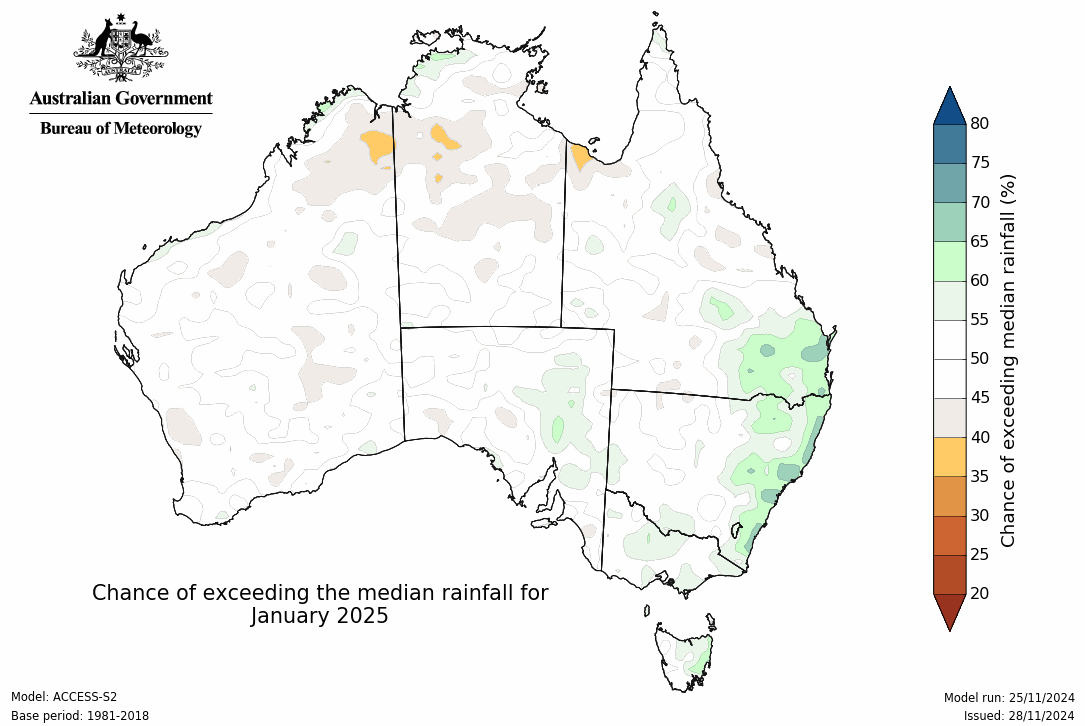 AUSTRALIA
Australian Government
Bureau of Meteorology
80
75
70
65
60
55
50
45
40
35
30
25
20
Chance of exceeding median rainfall (%)
Chance of exceeding the median rainfall for
January 2025
Model: ACCESS-S2
Base period: 1981-2018
Model run: 25/11/2024
Issued: 28/11/2024